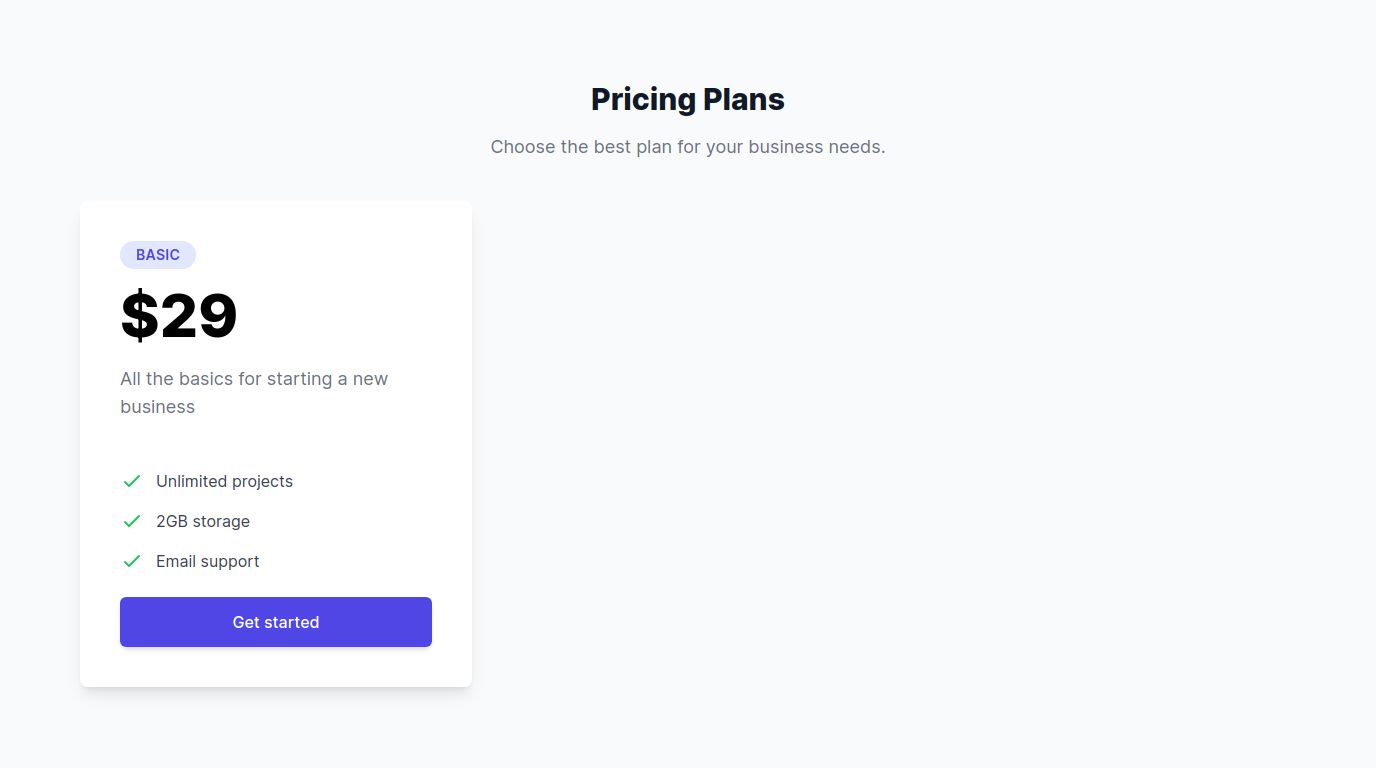 Pricing Plans
Choose the best plan for your business needs.
BASIC
$29
All the basics for starting a new
business
Unlimited projects
2GB storage
Email support
Get started